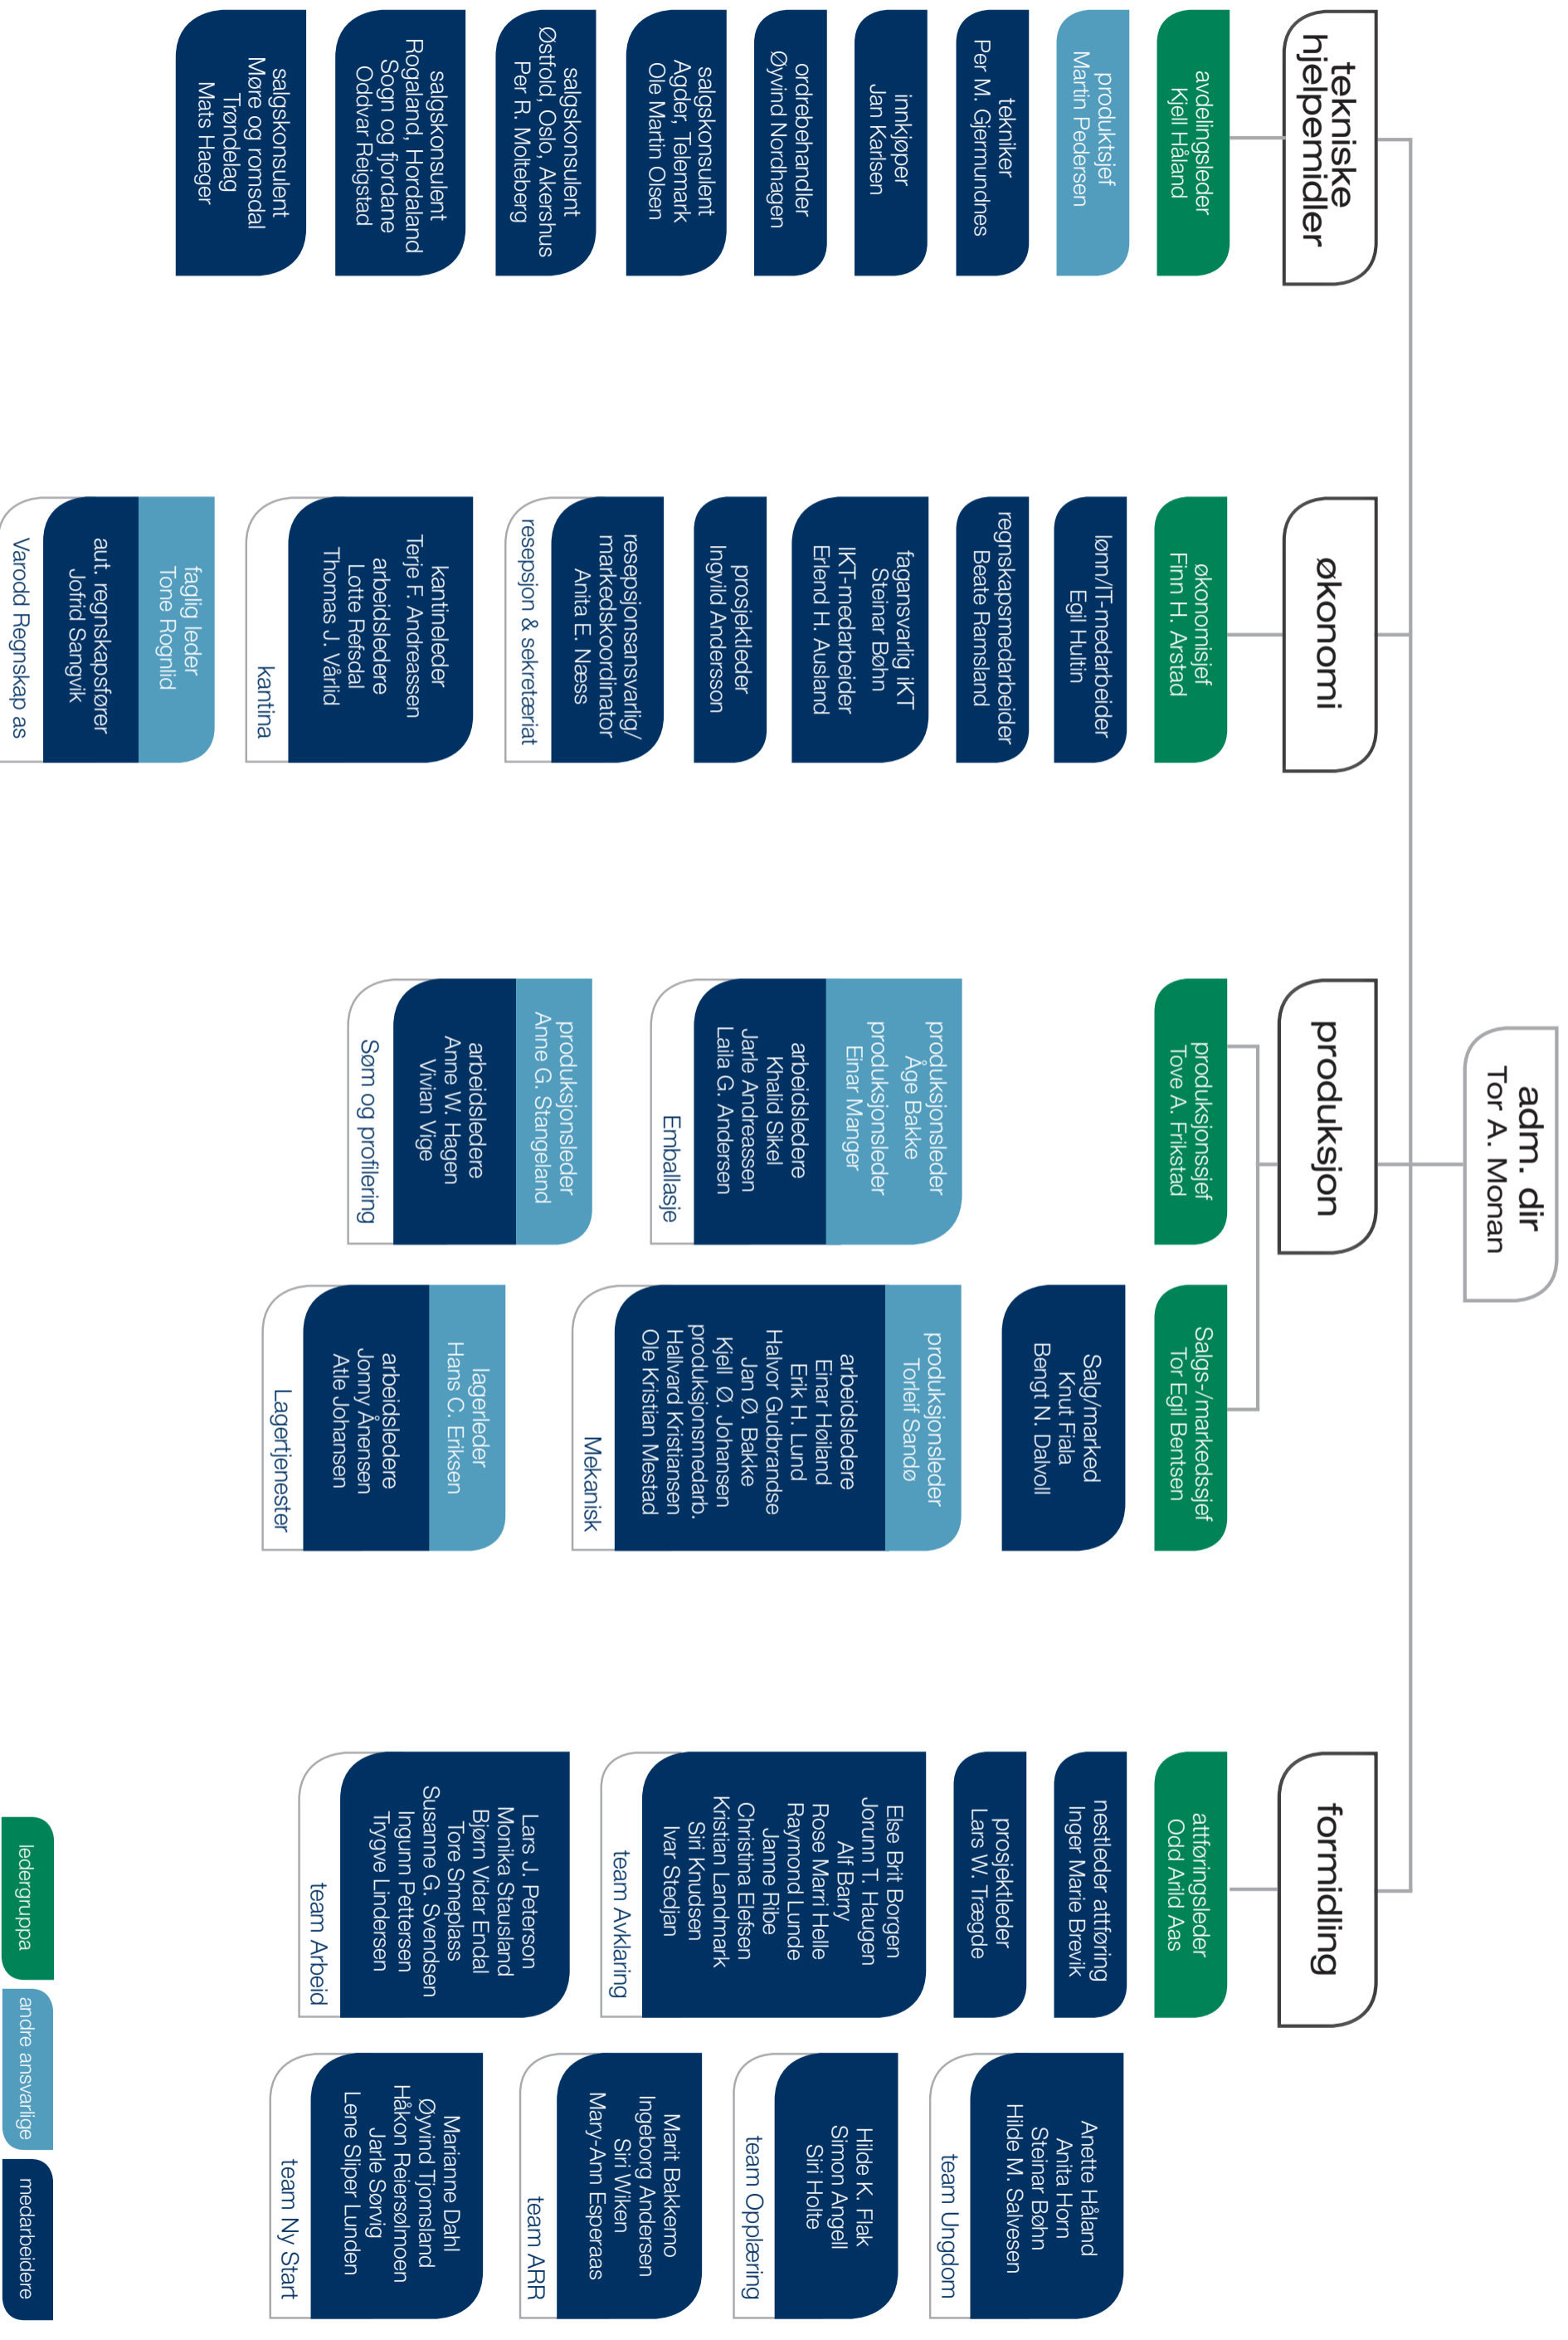 adm. dir
Tor A. Monan
tekniske
hjelpemidler
avdelingsleder
Kjell Håland
produktsjef
Martin Pedersen
tekniker
Per M. Gjermundnes
innkjøper
Jan Karlsen
ordrebehandler
Øyvind Nordhagen
salgskonsulent
Agder, Telemark
Ole Martin Olsen
salgskonsulent
Østfold, Oslo, Akershus
Per R. Molteberg
salgskonsulent
Rogaland, Hordaland
Sogn og fjordane
Oddvar Reigstad
salgskonsulent
Møre og romsdal
Trøndelag
Mats Haeger
økonomi
økonomisjef
Finn H. Arstad
lønn/IT-medarbeider
Egil Hultin
regnskapsmedarbeider
Beate Ramsland
fagansvarlig iKT
Steinar Bøhn
IKT-medarbeider
Erlend H. Ausland
prosjektleder
Ingvild Andersson
resepsjonsansvarlig/
markedskoordinator
Anita E. Næss
resepsjon & sekretæriat
kantineleder
Terje F. Andreassen
arbeidsledere
Lotte Refsdal
Thomas J. Vårlid
kantina
faglig leder
Tone Rognlid
aut. regnskapsfører
Jofrid Sangvik
Varodd Regnskap as
produksjon
produksjonssjef
Tove A. Frikstad
produksjonsleder
Åge Bakke
produksjonsleder
Einar Manger
arbeidsledere
Khalid Sikel
Jarle Andreassen
Laila G. Andersen
Emballasje
produksjonsleder
Anne G. Stangeland
arbeidsledere
Anne W. Hagen
Vivian Vige
Søm og profilering
Salgs-/markedssjef
Tor Egil Bentsen
Salg/marked
Knut Fiala
Bengt N. Dalvoll
produksjonsleder
Torleif Sandø
arbeidsledere
Einar Høiland
Erik H. Lund
Halvor Gudbrandse
Jan Ø. Bakke
Kjell Ø. Johansen
produksjonsmedarb.
Hallvard Kristiansen
Ole Kristian Mestad
Mekanisk
lagerleder
Hans C. Eriksen
arbeidsledere
Jonny Ånensen
Atle Johansen
Lagertjenester
formidling
attføringsleder
Odd Arild Aas
nestleder attføring
Inger Marie Brevik
prosjektleder
Lars W. Trægde
Else Brit Borgen
Jorunn T. Haugen
Alf Barry
Rose Marri Helle
Raymond Lunde
Janne Ribe
Christina Elefsen
Kristian Landmark
Siri Knudsen
Ivar Stedjan
team Avklaring
Lars J. Peterson
Monika Stausland
Bjørn Vidar Endal
Tore Smeplass
Susanne G. Svendsen
Ingunn Pettersen
Trygve Lindersen
team Arbeid
Anette Håland
Anita Horn
Steinar Bøhn
Hilde M. Salvesen
team Ungdom
Hilde K. Flak
Simon Angell
Siri Holte
team Opplæring
Marit Bakkemo
Ingeborg Andersen
Siri Wiken
Mary-Ann Esperaas
team ARR
Marianne Dahl
Øyvind Tjomsland
Håkon Reiersølmoen
Jarle Sørvig
Lene Sliper Lunden
team Ny Start
ledergruppa
andre ansvarlige
medarbeidere